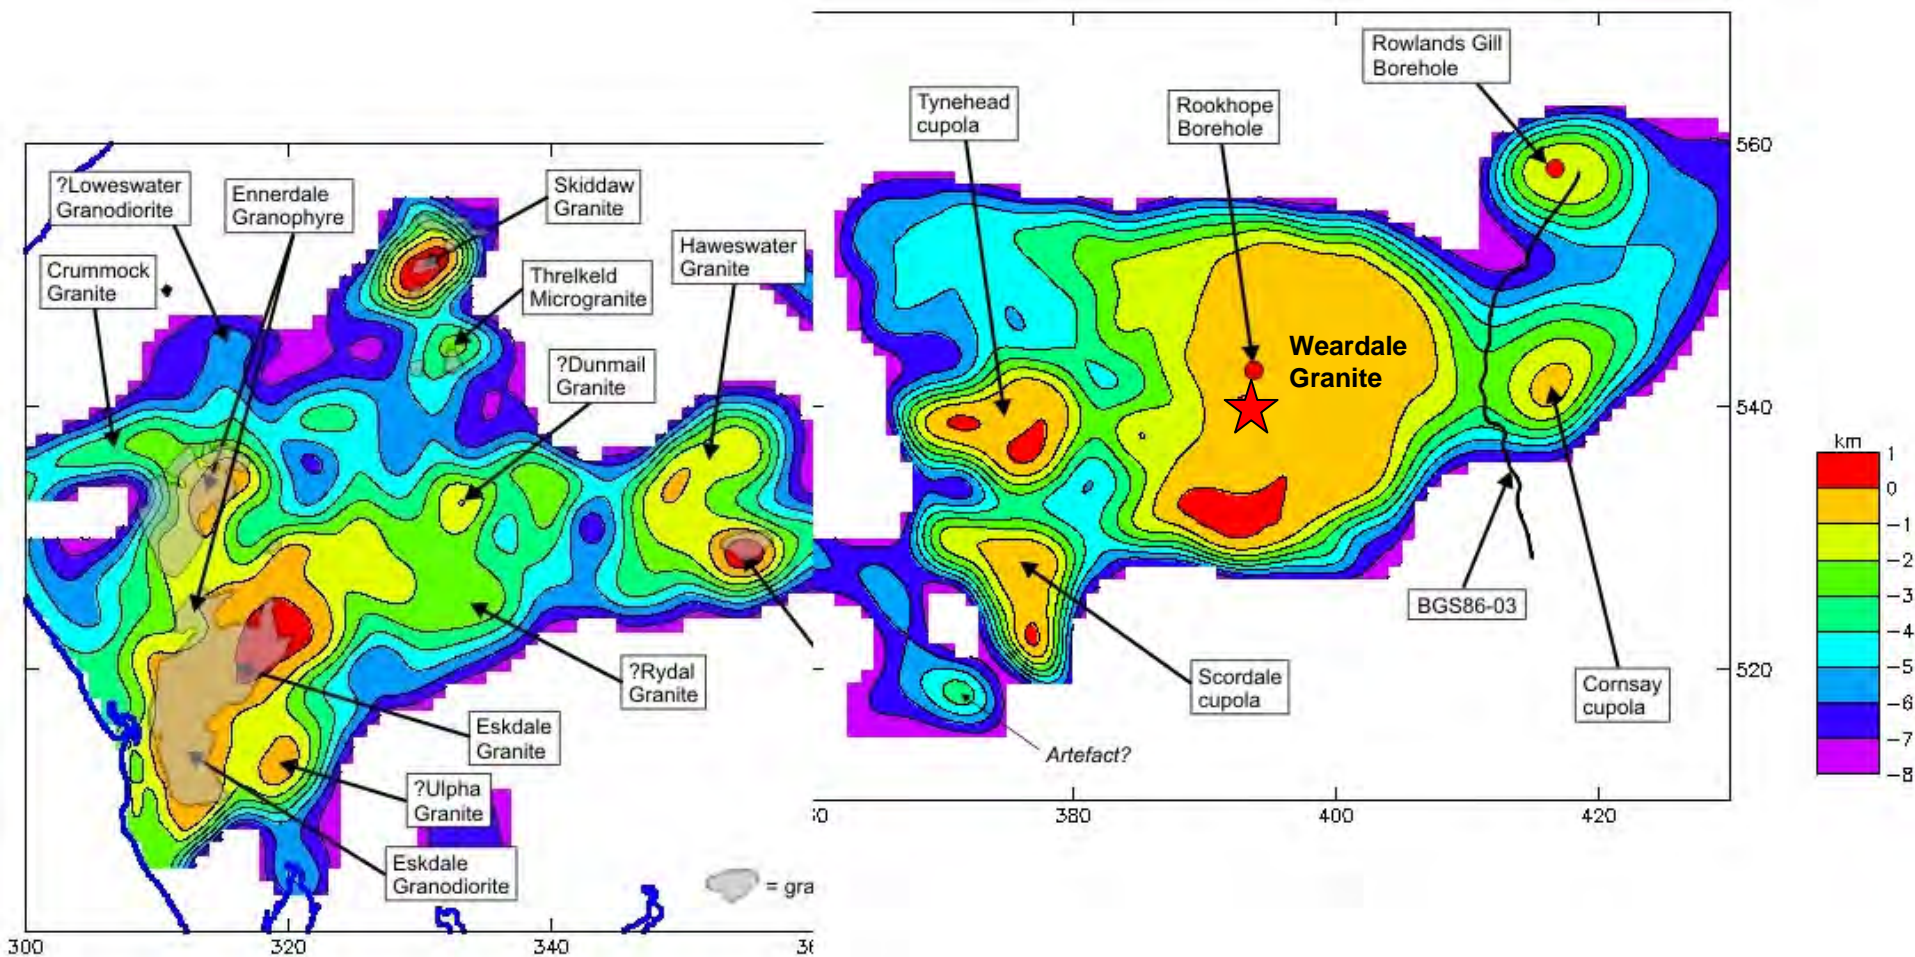 Rowlands Gill
Borehole
Tynehead
cupola
Rookhope
Borehole
560
?Loweswater
Granodiorite
Ennerdale
Granophyre
Skiddaw
Granite
Haweswater
Granite
Crummock
Granite
Threlkeld
Microgranite
?Dunmail
Granite
Weardale
Granite
540
km
1
0
-1
-2
-3
-4
-5
-6
-7
-8
BGS86-03
?Rydal
Granite
Scordale
cupola
Cornsay
cupola
520
Eskdale
Granite
Artefact?
?Ulpha
Granite
Eskdale
Granodiorite
= gra
380
400
420
300
320
340